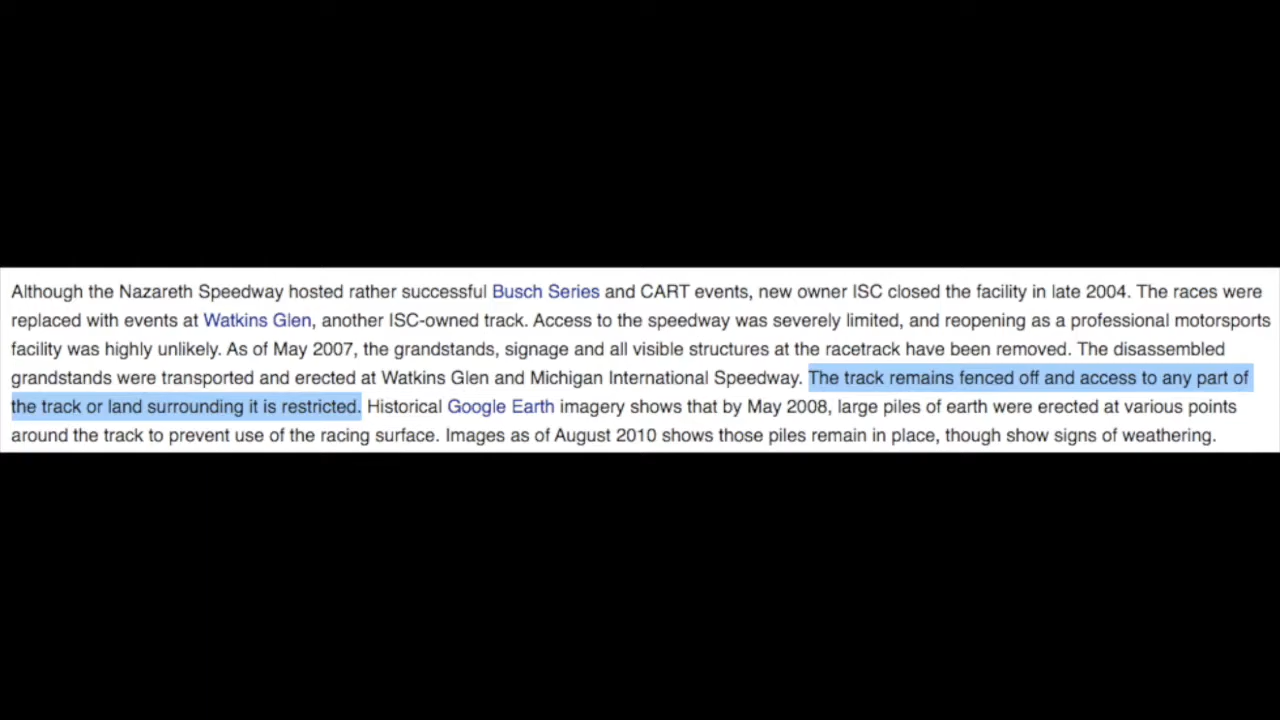 Although the Nazareth Speedway hosted rather successful Busch Series and CART events, new owner ISC closed the facility in late 2004. The races were
replaced with events at Watkins Glen, another ISC-owned track. Access to the speedway was severely limited, and reopening as a professional motorsports
facility was highly unlikely. As of May 2007, the grandstands, signage and all visible structures at the racetrack have been removed. The disassembled
grandstands were transported and erected at Watkins Glen and Michigan International Speedway. The track remains fenced off and access to any part of
the track or land surrounding it is restricted. Historical Google Earth imagery shows that by May 2008, large piles of earth were erected at various points
around the track to prevent use of the racing surface. Images as of August 2010 shows those piles remain in place, though show signs of weathering.